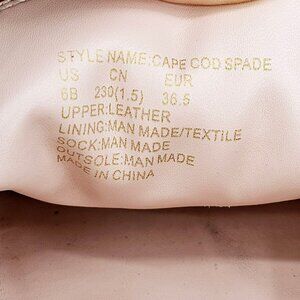 STYLE NAME:CAPE COD SPADE
US CN EUR
6B 230(1.5) 36.5
UPPER:LEATHER
LINING:MAN MADE/TEXTILE
SOCK:MAN MADE
OUTSOLE:MAN MADE
MADE IN CHINA